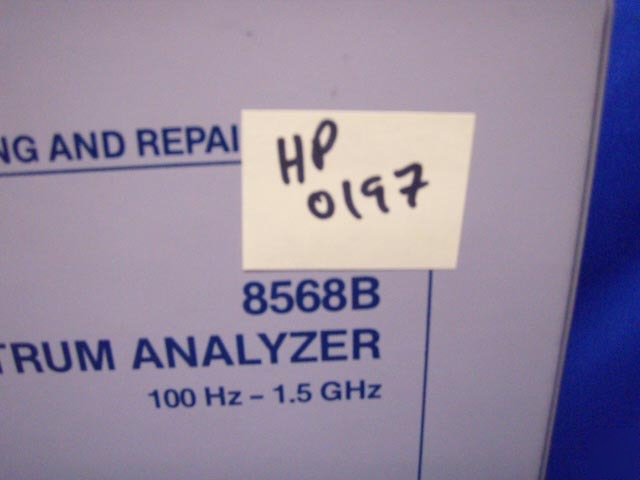 NG AND REPAI
HP
0197
8568B
TRUM ANALYZER
100 Hz – 1.5 GHz